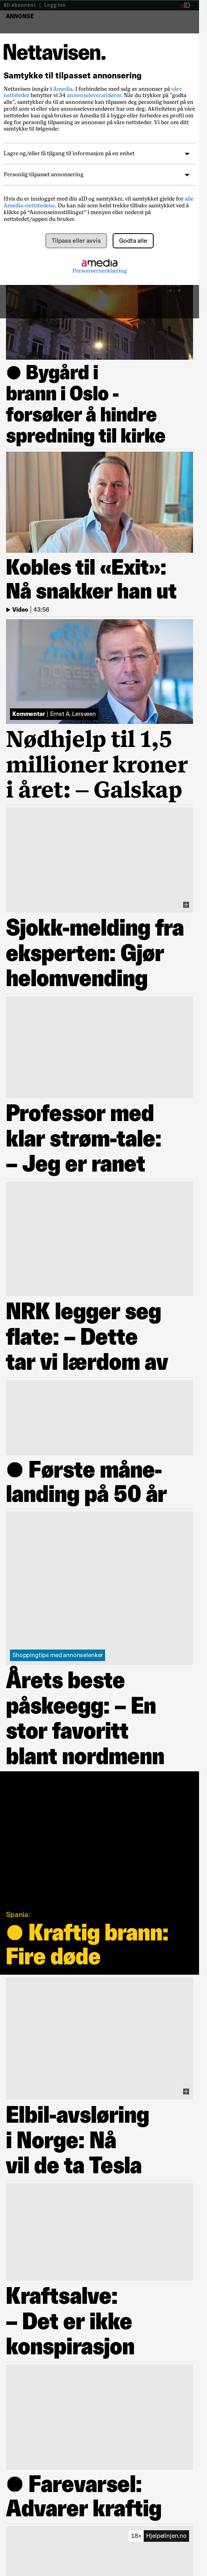 Bli abonnent | Logg inn
aID
ANNONSE
Nettavisen.
Samtykke til tilpasset annonsering
Nettavisen inngår i Amedia. I forbindelse med salg av annonser på våre
nettsteder benytter vi 34 annonseleverandører. Når du trykker på "godta
alle", samtykker du til at annonsene kan tilpasses deg personlig basert på
profil vi og våre annonseleverandører har om deg. Aktiviteten på våre
nettsteder kan også brukes av Amedia til å bygge eller forbedre en profil om
deg for personlig tilpasning av annonser på våre nettsteder. Vi ber om ditt
samtykke til følgende:
Lagre og/eller få tilgang til informasjon på en enhet
Personlig tilpasset annonsering
Hvis du er innlogget med din aID og samtykker, vil samtykket gjelde for alle
Amedia-nettstedene. Du kan når som helst trekke tilbake samtykket ved å
klikke på “Annonseinnstillinger” i menyen eller nederst på
nettstedet/appen du bruker.
Tilpass eller avvis
Godta alle
amedia
Personvernerklæring
Bygård i
brann i Oslo -
forsøker å hindre
spredning til kirke
Kobles til «Exit»:
Nå snakker han ut
Video | 43:56
Kommentar | Ernst A. Lersveen
Nødhjelp til 1,5
millioner kroner
i året: – Galskap
Sjokk-melding fra
eksperten: Gjør
helomvending
Professor med
klar strøm-tale:
– Jeg er ranet
NRK legger seg
flate: – Dette
tar vi lærdom av
Første måne-
landing på 50 år
Shoppingtips med annonselenker
Årets beste
påskeegg: – En
stor favoritt
blant nordmenn
Spania:
Kraftig brann:
Fire døde
Elbil-avsløring
i Norge: Nå
vil de ta Tesla
Kraftsalve:
– Det er ikke
konspirasjon
Farevarsel:
Advarer kraftig
18+ Hjelpelinjen.no